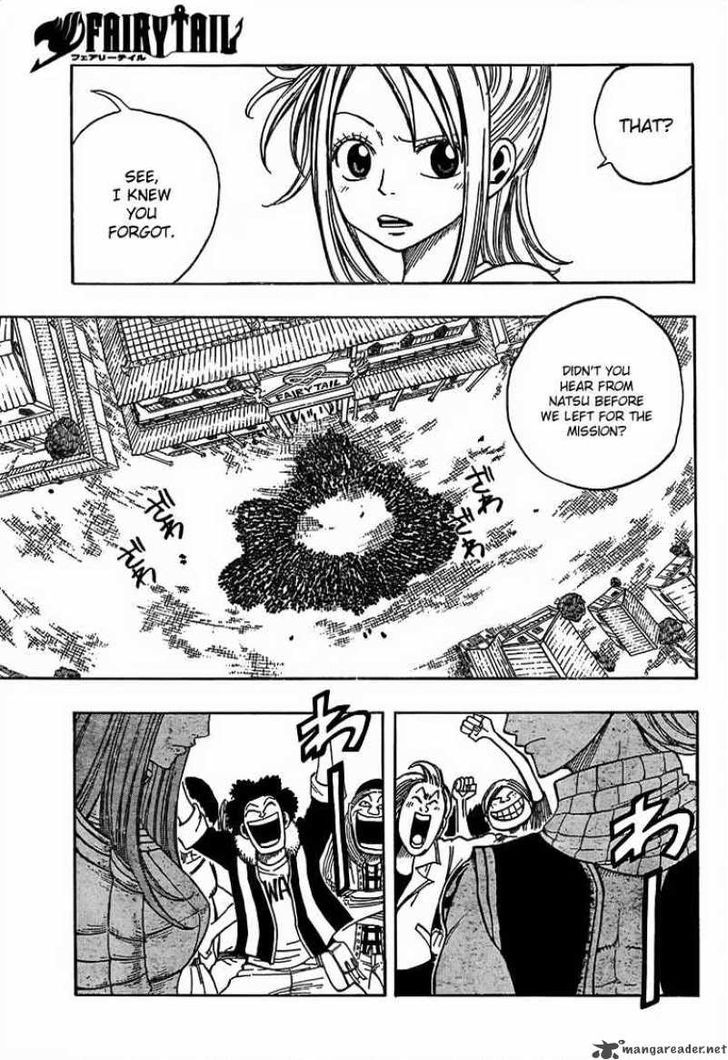 FAIRY TAIL
フェアリーテイル
THAT?
SEE,
I KNEW
YOU
FORGOT.
DIDN'T YOU
HEAR FROM
NATSU BEFORE
WE LEFT FOR THE
MISSION?
FAIRY TAIL
ざわ
ざわ
ざわ
わー
わー
WA
mangareader.net